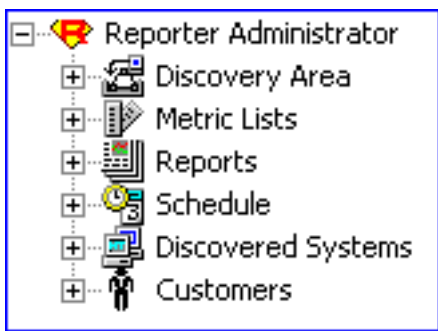 Reporter Administrator
Discovery Area
Metric Lists
Reports
Schedule
Discovered Systems
Customers